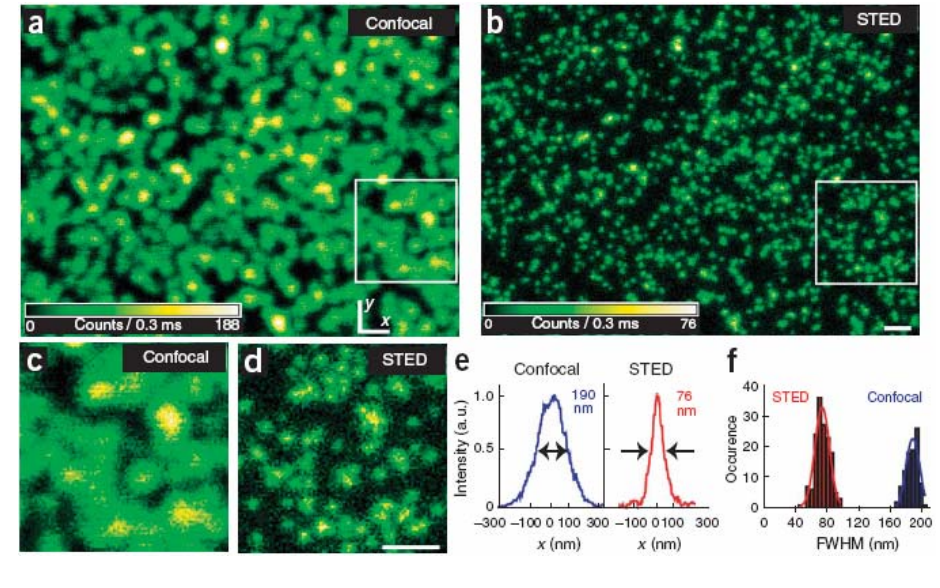 a Confocal
0 Counts / 0.3 ms 188
y
x
b STED
0 Counts / 0.3 ms 76
c Confocal
d STED
e Confocal STED
190 nm
76 nm
Intensity (a. u.)
1.0
0.5
0
–300 –100 0 100 300
–100 0 100 300
x (nm) x (nm)
f
STED Confocal
Occurence
40
30
20
10
0
0 40 80 120 160 200
FWHM (nm)